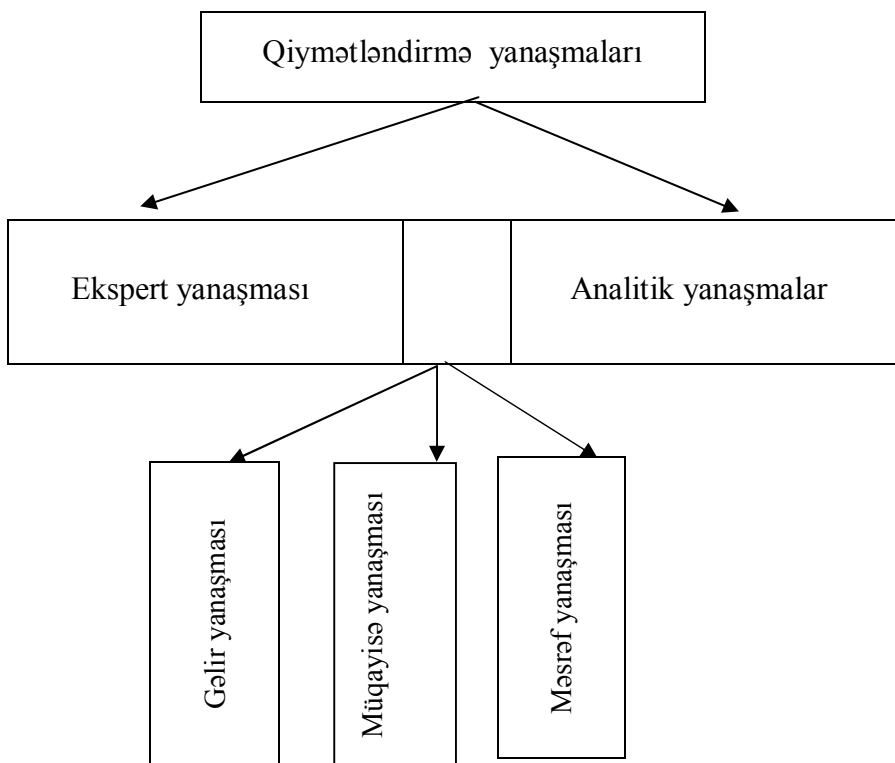 Qiymətləndirmə yanaşmaları
Ekspert yanaşması
Analitik yanaşmalar
Gəlir yanaşması
Müqayisə yanaşması
Məsrəf yanaşması